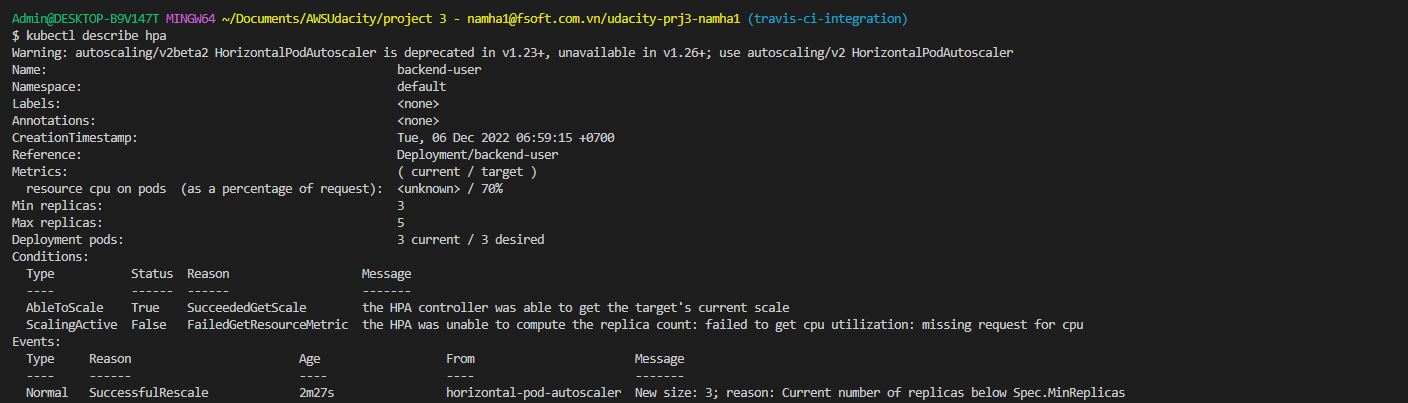 Admin@DESKTOP-B9V147T MINGW64 ~/Documents/AWSUdacity/project 3 - namha1@fsoft.com.vn/udacity-prj3-namha1 (travis-ci-integration)
$ kubectl describe hpa
Warning: autoscaling/v2beta2 HorizontalPodAutoscaler is deprecated in v1.23+, unavailable in v1.26+; use autoscaling/v2 HorizontalPodAutoscaler
Name: backend-user
Namespace: default
Labels: <none>
Annotations: <none>
CreationTimestamp: Tue, 06 Dec 2022 06:59:15 +0700
Reference: Deployment/backend-user
Metrics: ( current / target )
resource cpu on pods (as a percentage of request): <unknown> / 70%
Min replicas: 3
Max replicas: 5
Deployment pods: 3 current / 3 desired
Conditions:
Type Status Reason Message
---- ------ ------ -------
AbleToScale True SucceededGetScale the HPA controller was able to get the target's current scale
ScalingActive False FailedGetResourceMetric the HPA was unable to compute the replica count: failed to get cpu utilization: missing request for cpu
Events:
Type Reason Age From Message
---- ------ ---- ---- -------
Normal SuccessfulRescale 2m27s horizontal-pod-autoscaler New size: 3; reason: Current number of replicas below Spec.MinReplicas